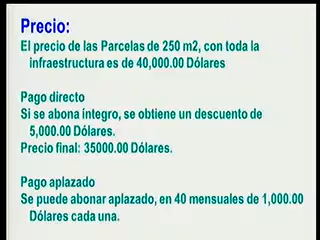 Precio:
El precio de las Parcelas de 250 m2, con toda la
infraestructura es de 40,000.00 Dólares
Pago directo
Si se abona íntegro, se obtiene un descuento de
5,000.00 Dólares.
Precio final: 35000.00 Dólares.
Pago aplazado
Se puede abonar aplazado, en 40 mensuales de 1,000.00
Dólares cada una.